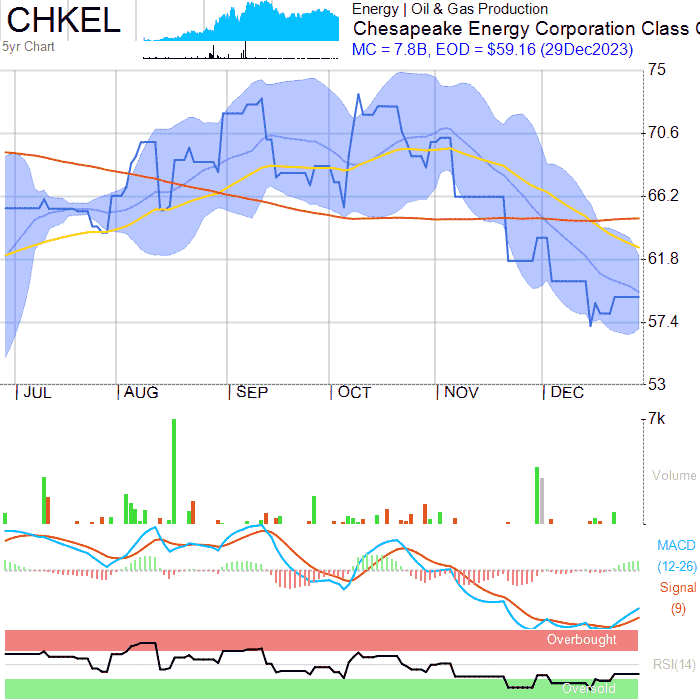 CHKEL
5yr Chart
Energy | Oil & Gas Production
Chesapeake Energy Corporation Class
MC = 7.8B, EOD = $59.16 (29Dec2023)
75
70.6
66.2
61.8
57.4
53
JUL AUG SEP OCT NOV DEC
7k
Volume
MACD
(12-26)
Signal
(9)
Overbought
RSI(14)
Oversold